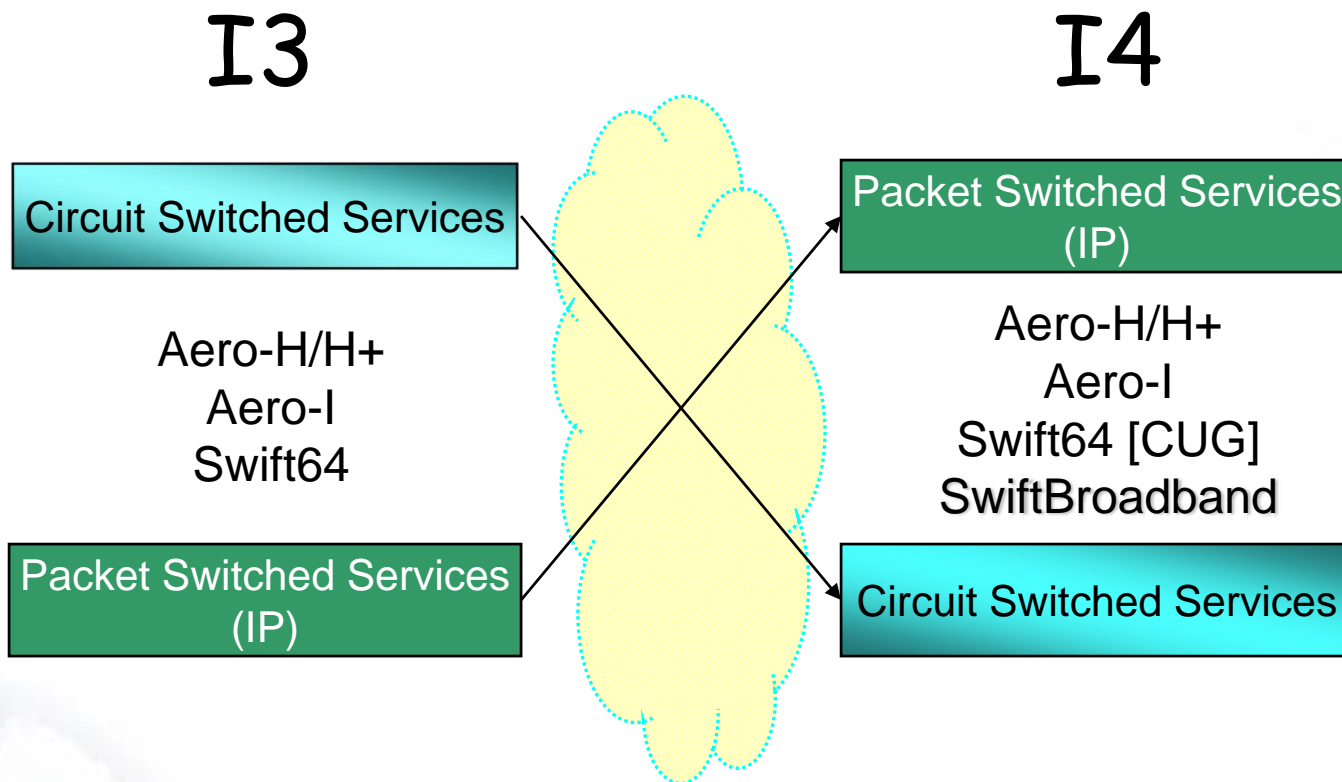 I3
Circuit Switched Services
Aero-H/H+
Aero-I
Swift64
Packet Switched Services
(IP)
I4
Packet Switched Services
(IP)
Aero-H/H+
Aero-I
Swift64 [CUG]
SwiftBroadband
Circuit Switched Services